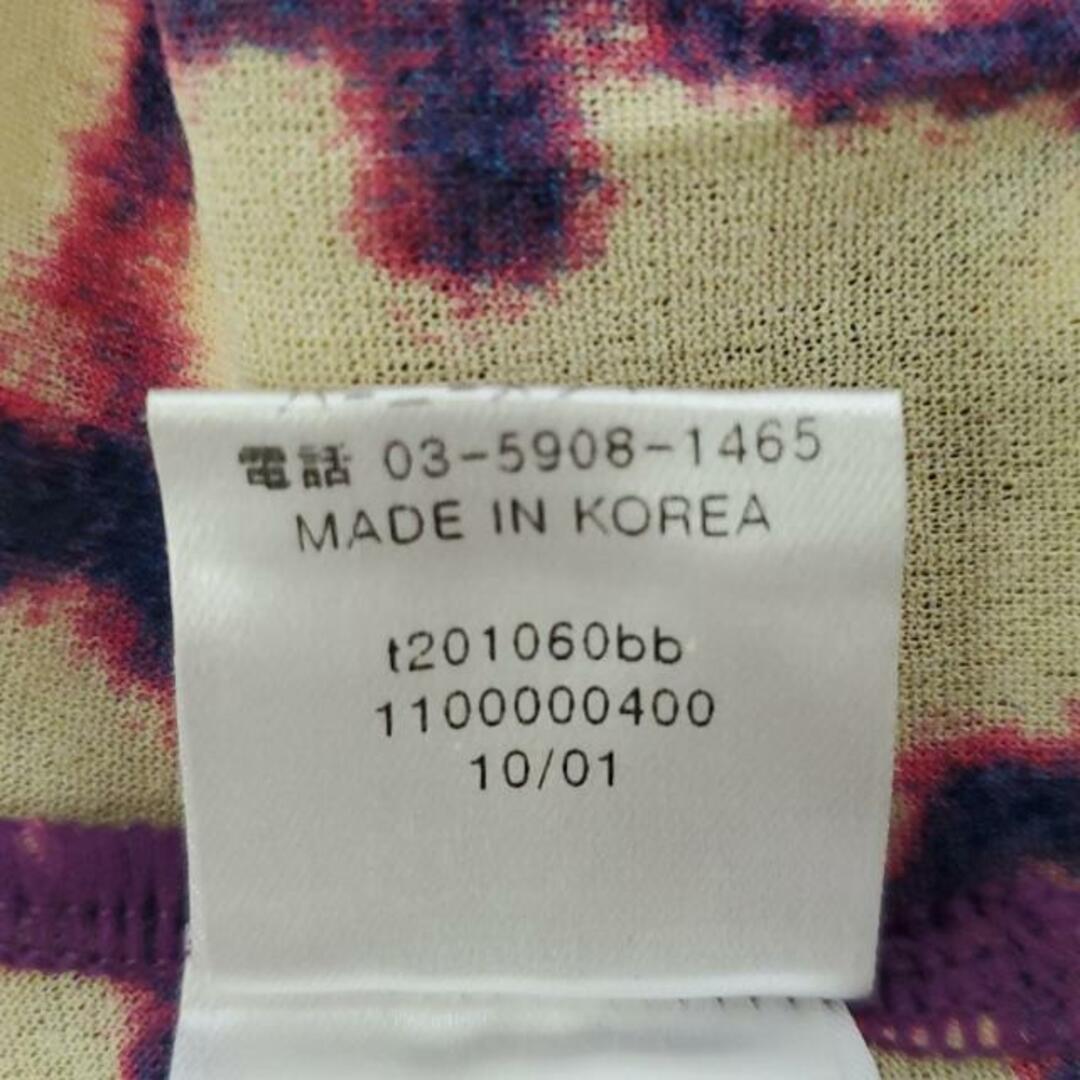 電話 03-5908-1465
MADE IN KOREA
t201060bb
1100000400
10/01